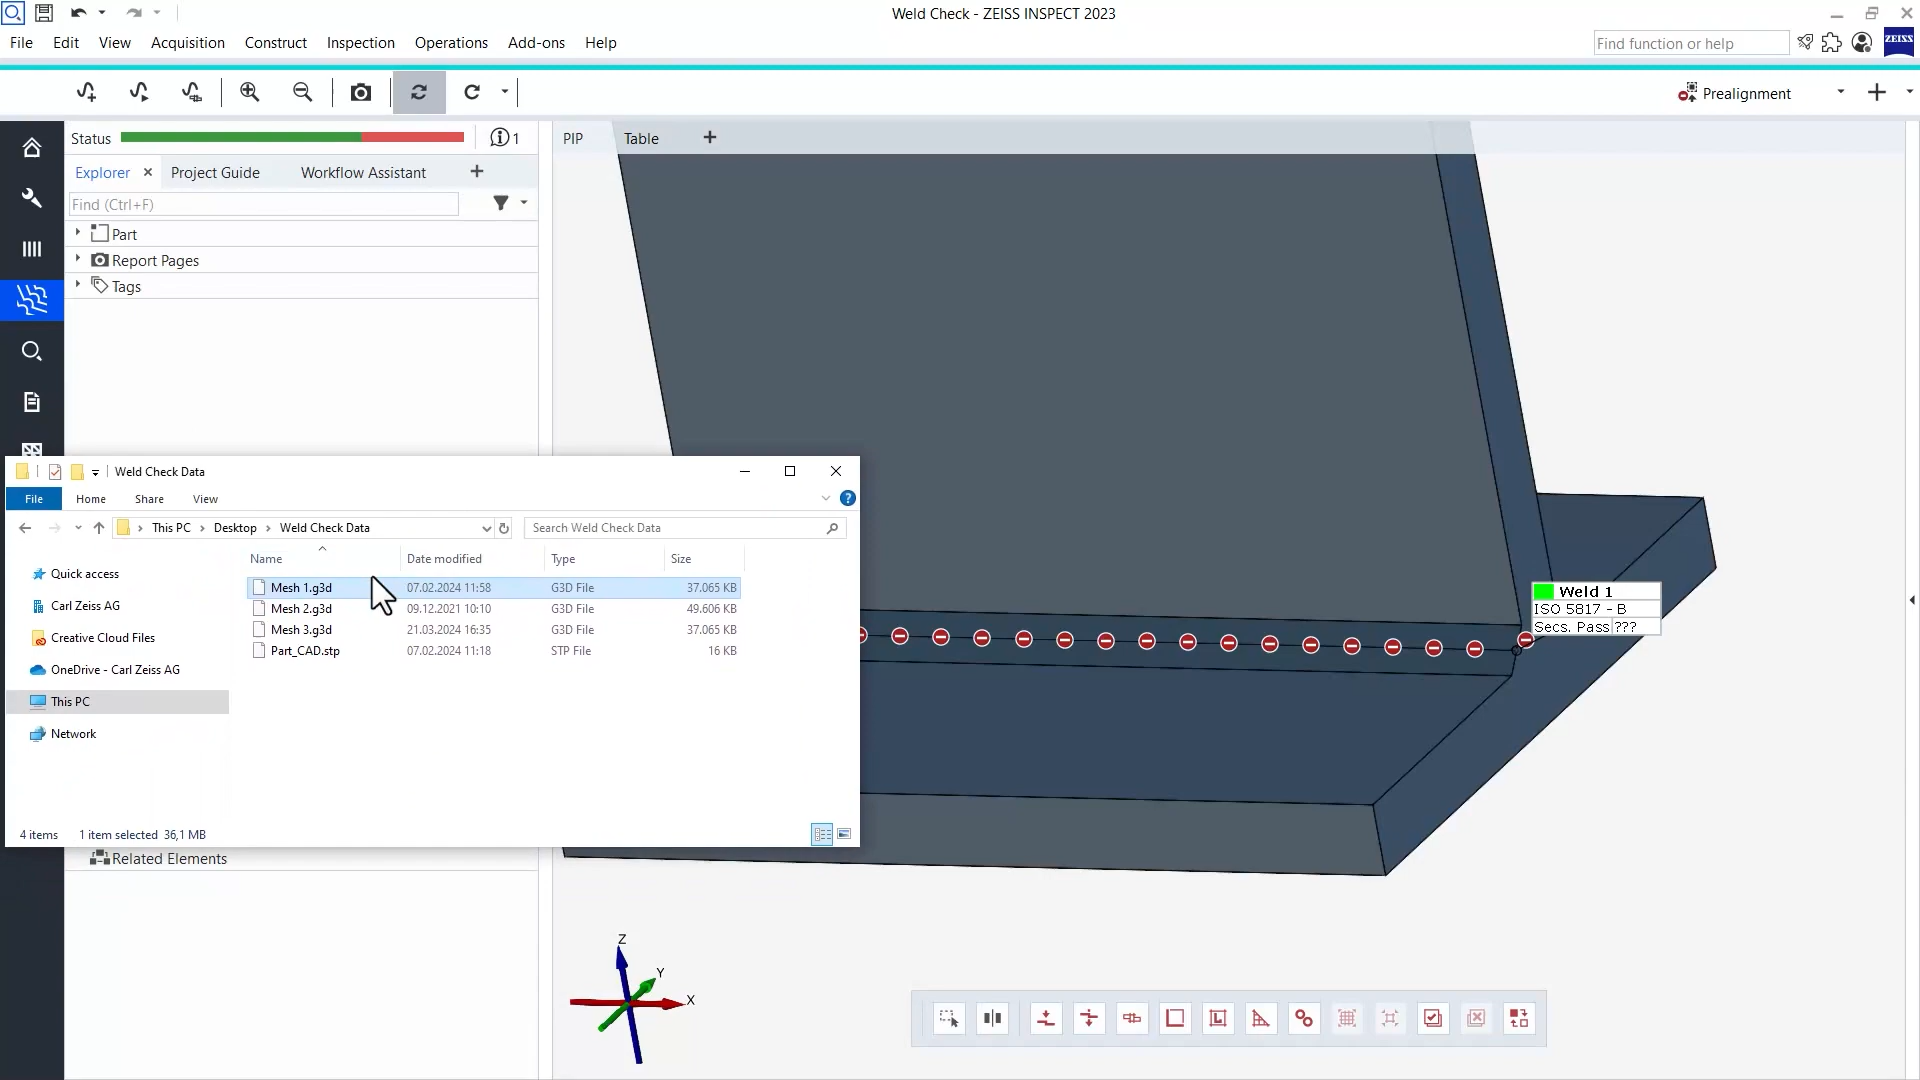 Weld Check - ZEISS INSPECT 2023
File Edit View Acquisition Construct Inspection Operations Add-ons Help
Find function or help
ZEISS
Prealignment
Status
1
PIP
Table
Explorer
Project Guide
Workflow Assistant
Find (Ctrl+F)
Part
Report Pages
Tags
Weld Check Data
File Home Share View
This PC > Desktop > Weld Check Data
Search Weld Check Data
Name Date modified Type Size
Quick access
Carl Zeiss AG
Creative Cloud Files
OneDrive - Carl Zeiss AG
This PC
Network
Mesh 1.g3d 07.02.2024 11:58 G3D File 37.065 KB
Mesh 2.g3d 09.12.2021 10:10 G3D File 49.606 KB
Mesh 3.g3d 21.03.2024 16:35 G3D File 37.065 KB
Part_CAD.stp 07.02.2024 11:18 STP File 16 KB
4 items 1 item selected 36,1 MB
Related Elements
Weld 1
ISO 5817 - B
Secs. Pass ???
Z
Y
X